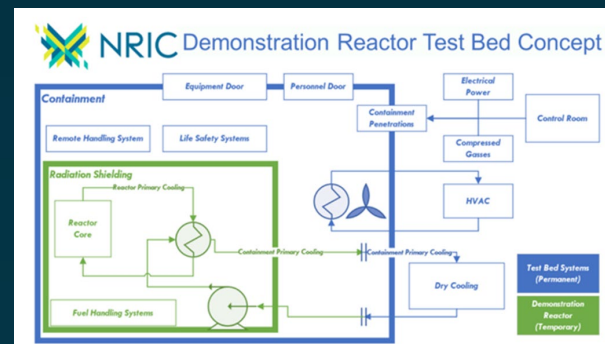 NRIC Demonstration Reactor Test Bed Concept
Equipment Door
Personnel Door
Electrical
Power
Containment
Containment
Penetrations
Control Room
Remote Handling System
Life Safety Systems
Compressed
Gasses
Radiation Shielding
Reactor Primary Cooling
Reactor
Core
HVAC
Containment Primary Cooling
Containment Primary Cooling
Dry Cooling
Test Bed Systems
(Permanent)
Fuel Handling Systems
Demonstration
Reactor
(Temporary)